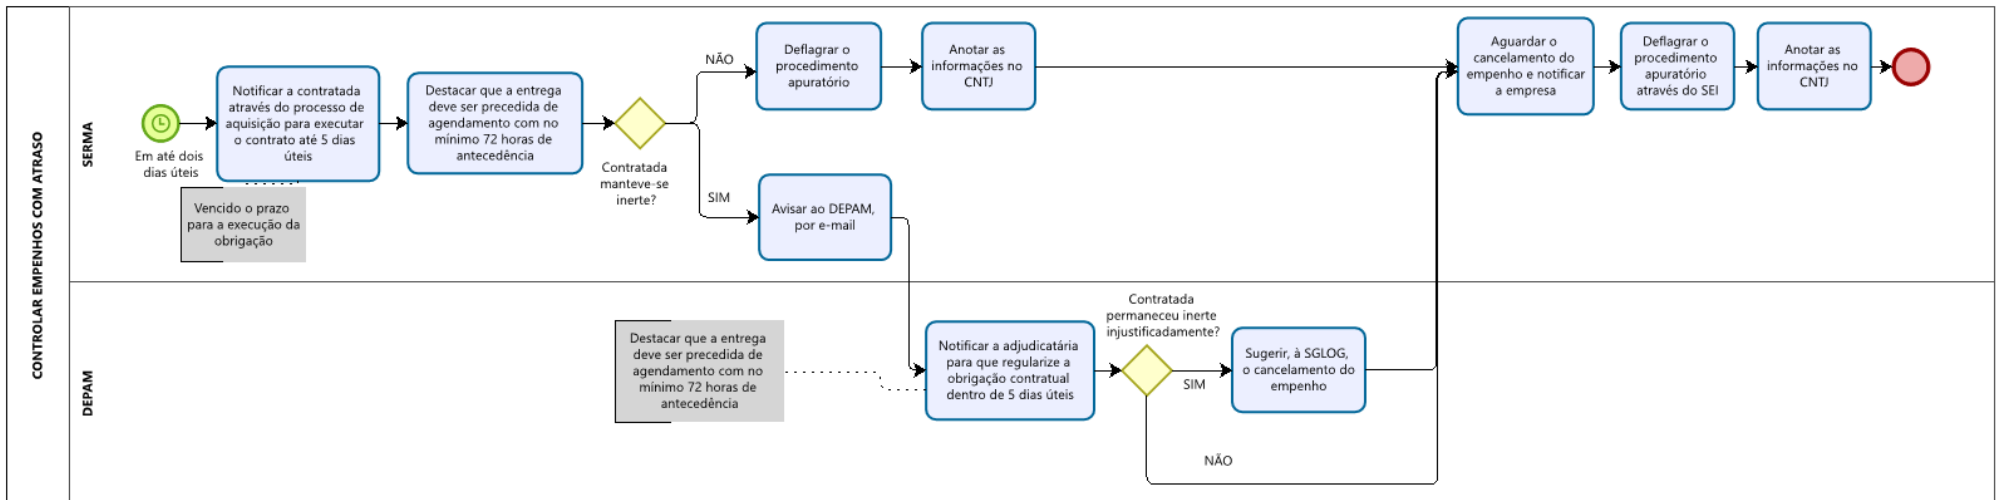 CONTROLAR EMPENHOS COM ATRASO
SERMA
Em até dois
dias úteis
Notificar a contratada
através do processo de
aquisição para executar
o contrato até 5 dias
úteis
Vencido o prazo
para a execução da
obrigação
Destacar que a entrega
deve ser precedida de
agendamento com no
mínimo 72 horas de
antecedência
Contratada
manteve-se
inerte?
NÃO
Deflagrar o
procedimento
apuratório
Anotar as
informações no
CNTJ
SIM
Avisar ao DEPAM,
por e-mail
Aguardar o
cancelamento do
empenho e notificar
a empresa
Deflagrar o
procedimento
apuratório
através do SEI
Anotar as
informações no
CNTJ
DEPAM
Destacar que a entrega
deve ser precedida de
agendamento com no
mínimo 72 horas de
antecedência
Notificar a adjudicatária
para que regularize a
obrigação contratual
dentro de 5 dias úteis
Contratada
permaneceu inerte
injustificadamente?
SIM
Sugerir, à SGLOG,
o cancelamento do
empenho
NÃO